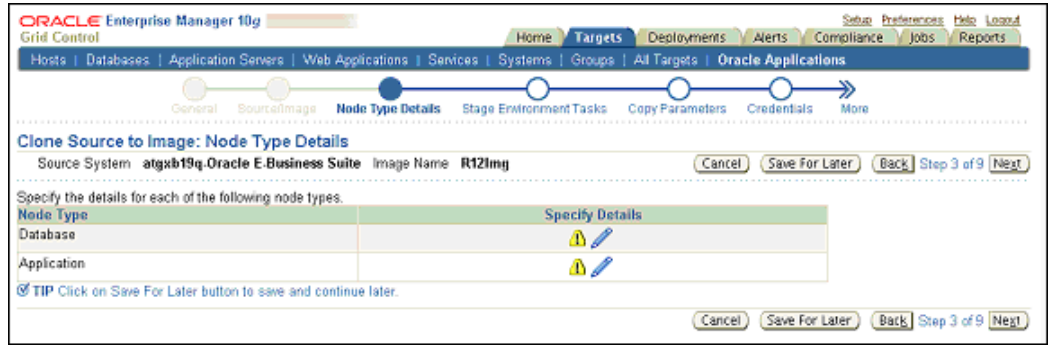 ORACLE Enterprise Manager 10g
Grid Control
Setup Preferences Help Logout
Home Targets Deployments Alerts Compliance Jobs Reports
Hosts | Databases | Application Servers | Web Applications | Services | Systems | Groups | All Targets | Oracle Applications
General Source/Image Node Type Details Stage Environment Tasks Copy Parameters Credentials More
Clone Source to Image: Node Type Details
Source System atgxb19q-Oracle E-Business Suite Image Name R12Img
Cancel Save For Later Back Step 3 of 9 Next
Specify the details for each of the following node types.
Node Type Specify Details
Database
Application
TIP Click on Save For Later button to save and continue later.
Cancel Save For Later Back Step 3 of 9 Next